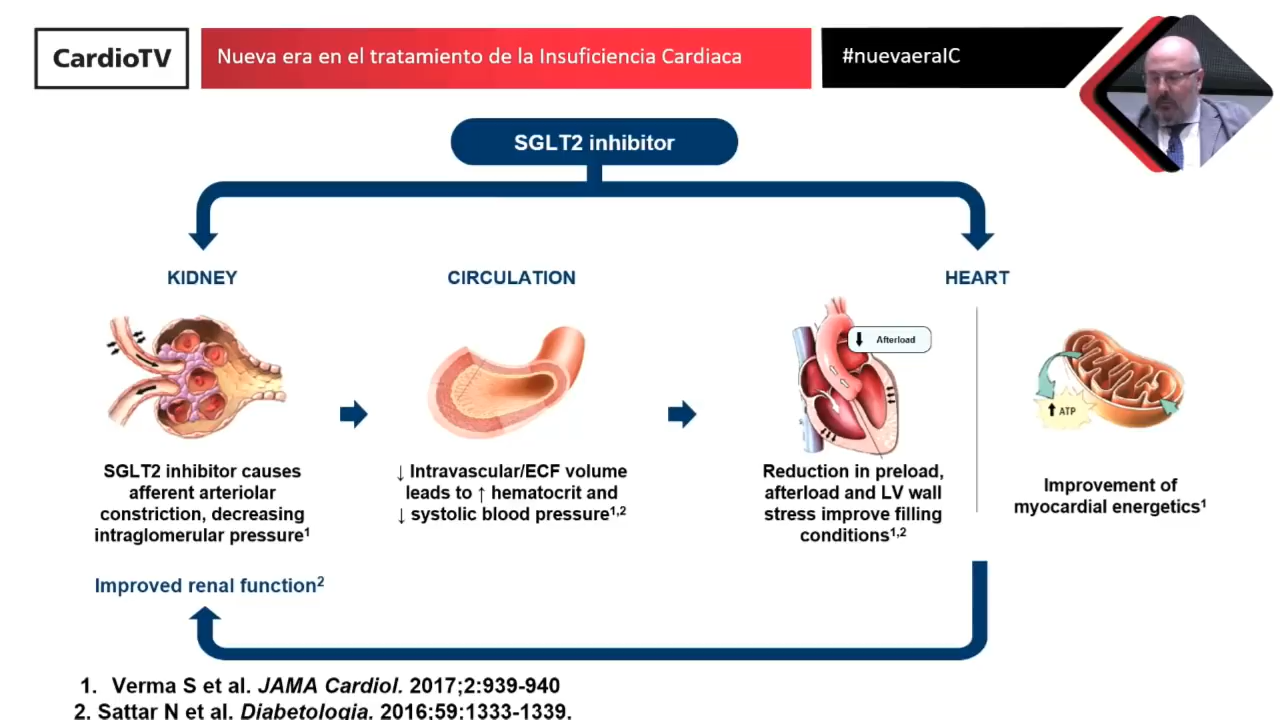 CardioTV
Nueva era en el tratamiento de la Insuficiencia Cardiaca
#nuevaeraIC
SGLT2 inhibitor
KIDNEY
CIRCULATION
HEART
↓ Afterload
↑ ATP
SGLT2 inhibitor causes
afferent arteriolar
constriction, decreasing
intraglomerular pressure¹
↓ Intravascular/ECF volume
leads to ↑ hematocrit and
↓ systolic blood pressure¹,²
Reduction in preload,
afterload and LV wall
stress improve filling
conditions¹,²
Improvement of
myocardial energetics¹
Improved renal function²
1. Verma S et al. JAMA Cardiol. 2017;2:939-940
2. Sattar N et al. Diabetologia. 2016;59:1333-1339.